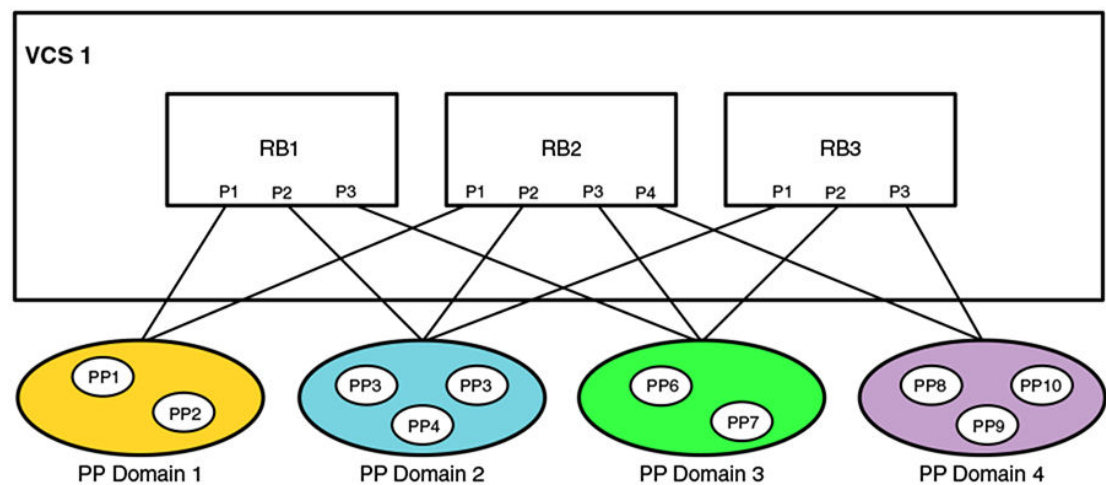 VCS 1
RB1 RB2 RB3
P1 P2 P3 P1 P2 P3 P4 P1 P2 P3
PP1 PP3 PP3 PP6 PP8 PP10
PP2 PP4 PP7 PP9
PP Domain 1 PP Domain 2 PP Domain 3 PP Domain 4